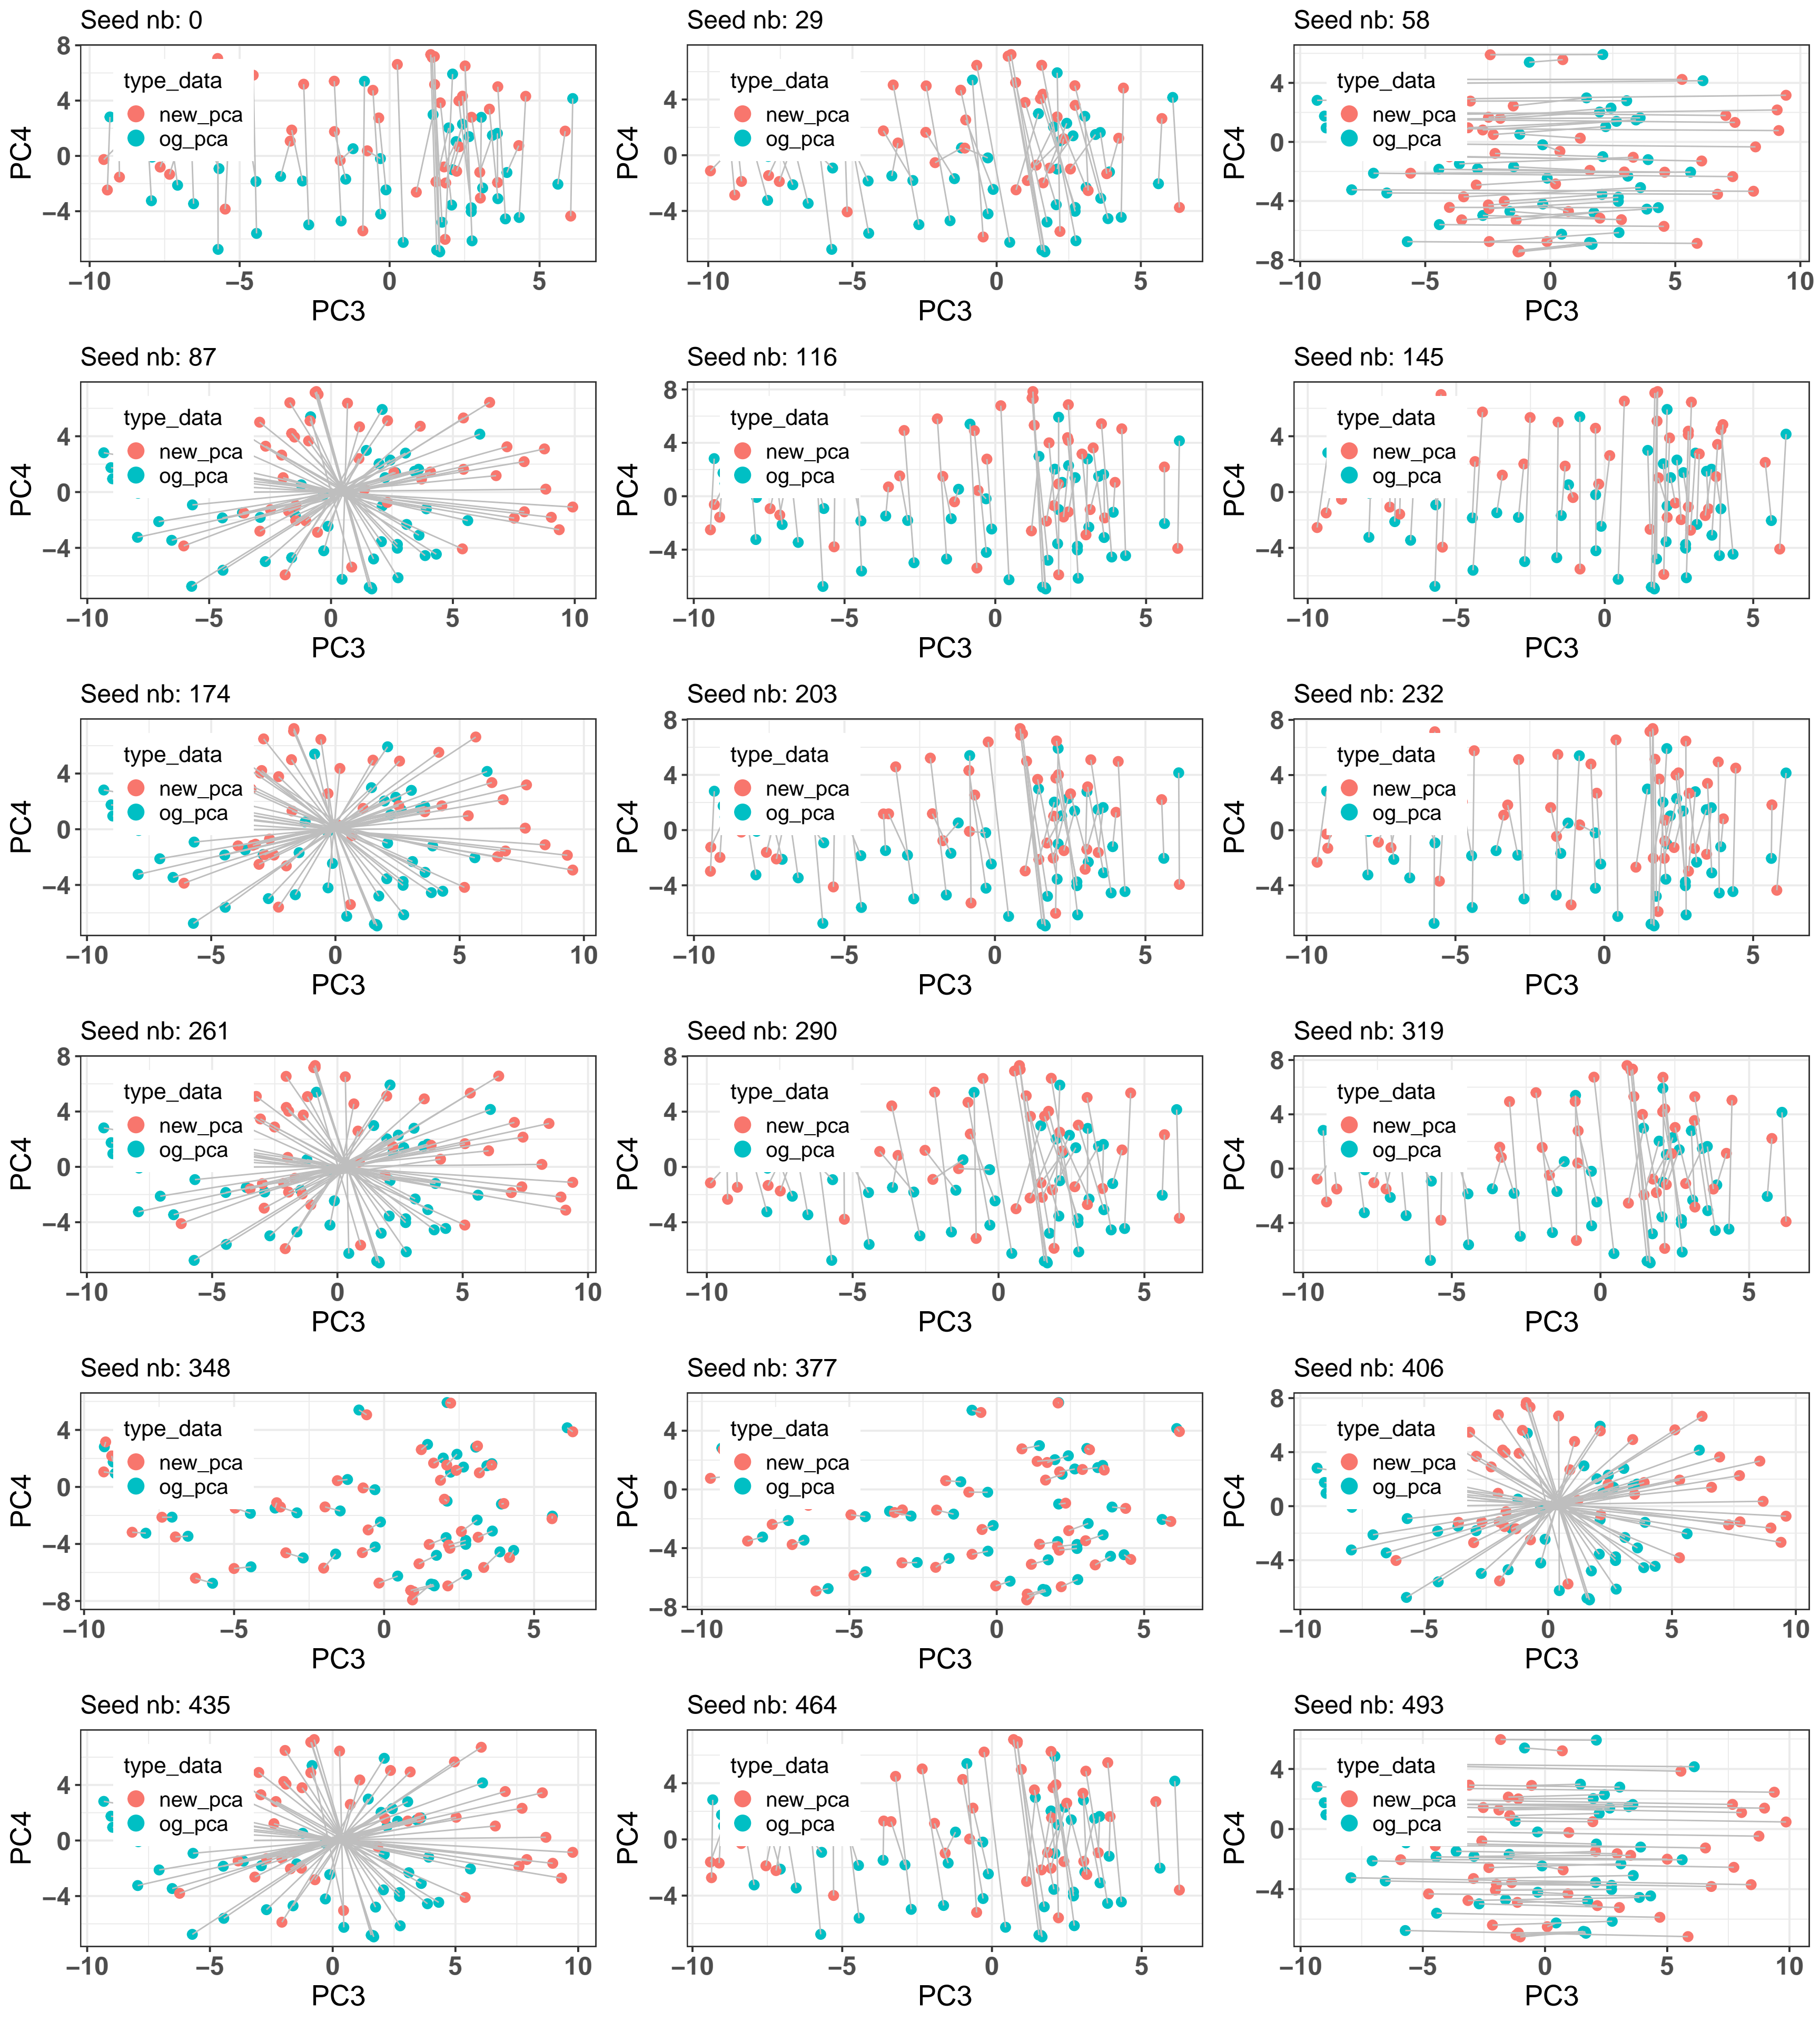 Seed nb: 0
8
4
0
−4
PC4
type_data
new_pca
og_pca
−10 −5 0 5
PC3
Seed nb: 29
4
0
−4
PC4
type_data
new_pca
og_pca
−10 −5 0 5
PC3
Seed nb: 58
4
0
−4
−8
PC4
type_data
new_pca
og_pca
−10 −5 0 5 10
PC3
Seed nb: 87
4
0
−4
PC4
type_data
new_pca
og_pca
−10 −5 0 5 10
PC3
Seed nb: 116
8
4
0
−4
PC4
type_data
new_pca
og_pca
−10 −5 0 5
PC3
Seed nb: 145
4
0
−4
PC4
type_data
new_pca
og_pca
−10 −5 0 5
PC3
Seed nb: 174
4
0
−4
PC4
type_data
new_pca
og_pca
−10 −5 0 5 10
PC3
Seed nb: 203
8
4
0
−4
PC4
type_data
new_pca
og_pca
−10 −5 0 5
PC3
Seed nb: 232
8
4
0
−4
PC4
type_data
new_pca
og_pca
−10 −5 0 5
PC3
Seed nb: 261
8
4
0
−4
PC4
type_data
new_pca
og_pca
−10 −5 0 5 10
PC3
Seed nb: 290
4
0
−4
PC4
type_data
new_pca
og_pca
−10 −5 0 5
PC3
Seed nb: 319
8
4
0
−4
PC4
type_data
new_pca
og_pca
−10 −5 0 5
PC3
Seed nb: 348
4
0
−4
−8
PC4
type_data
new_pca
og_pca
−10 −5 0 5
PC3
Seed nb: 377
4
0
−4
−8
PC4
type_data
new_pca
og_pca
−10 −5 0 5
PC3
Seed nb: 406
8
4
0
−4
PC4
type_data
new_pca
og_pca
−10 −5 0 5 10
PC3
Seed nb: 435
4
0
−4
PC4
type_data
new_pca
og_pca
−10 −5 0 5 10
PC3
Seed nb: 464
4
0
−4
PC4
type_data
new_pca
og_pca
−10 −5 0 5
PC3
Seed nb: 493
4
0
−4
PC4
type_data
new_pca
og_pca
−10 −5 0 5 10
PC3